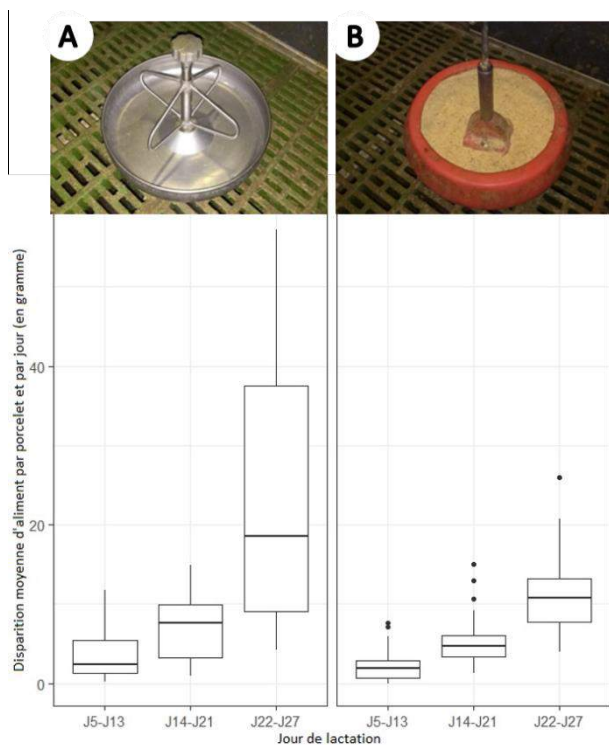 A
B
Disparition moyenne d'aliment par porcelet et par jour (en gramme)
40
20
0
J5-J13 J14-J21 J22-J27 J5-J13 J14-J21 J22-J27
Jour de lactation